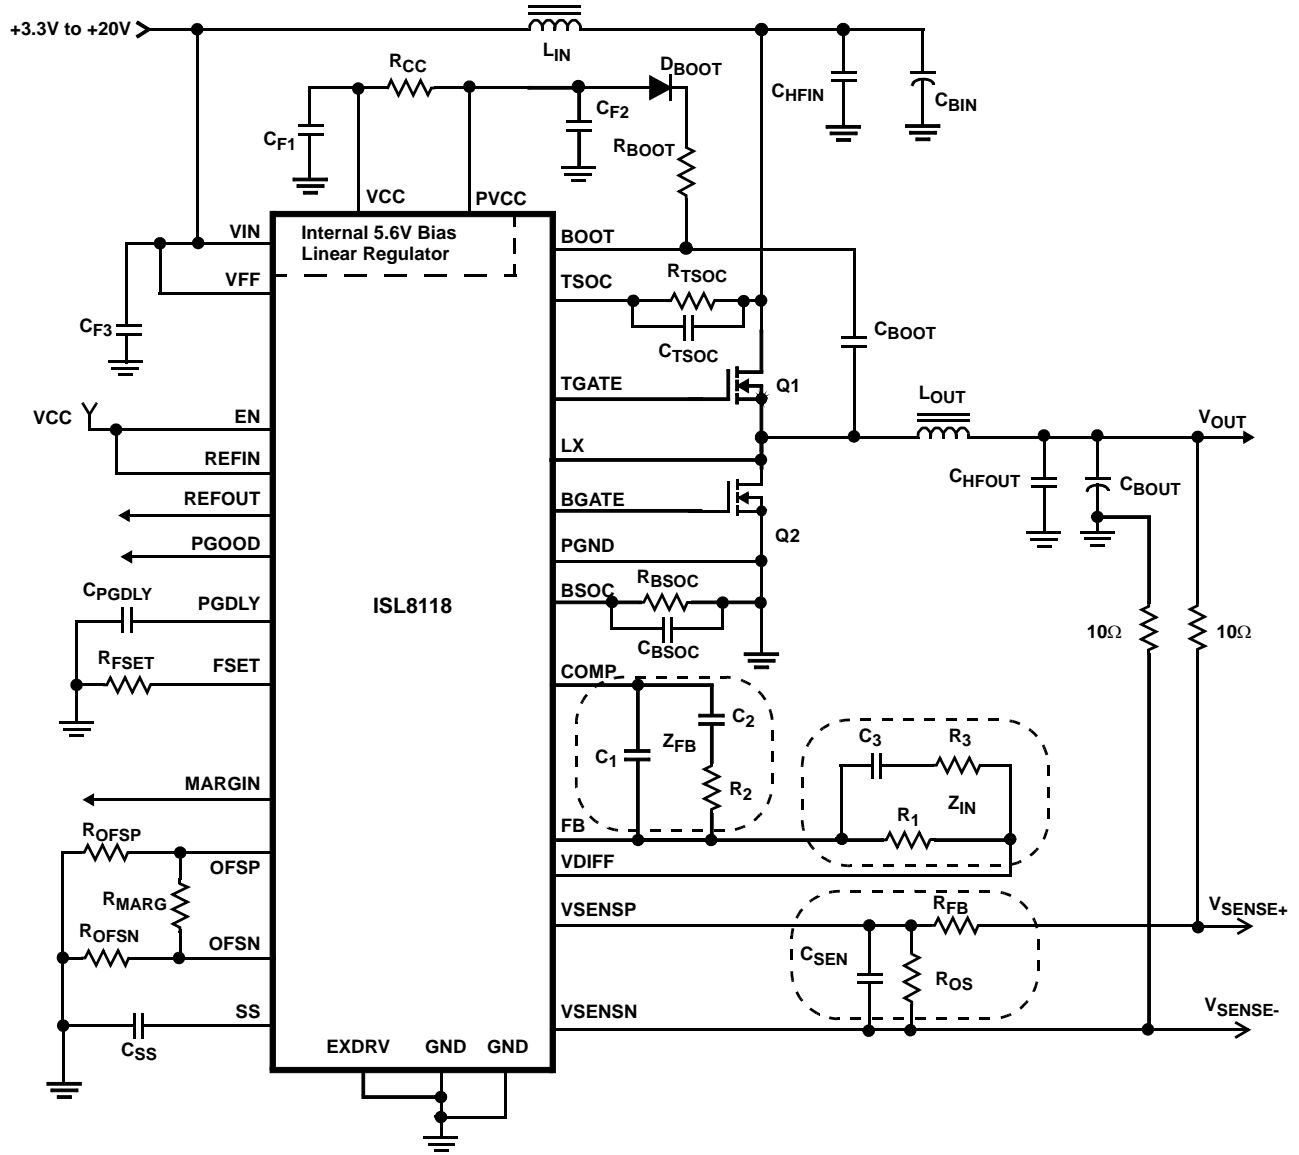 +3.3V to +20V
LIN
RCC
DBOOT
CHFIN
CBIN
CF1
CF2
RBOOT
VCC
PVCC
Internal 5.6V Bias
Linear Regulator
VIN
VFF
CF3
BOOT
TSOC
RTSOC
CTSOC
CBOOT
TGATE
Q1
VCC
EN
REFIN
LX
LOUT
VOUT
REFOUT
BGATE
Q2
CHFOUT
CBOUT
PGOOD
PGND
CPGDLY
PGDLY
ISL8118
BSOC
RBSOC
CBSOC
10Ω
10Ω
RFSET
FSET
COMP
C1
ZFB
C2
R2
C3
R3
ZIN
R1
MARGIN
FB
VDIFF
ROFSP
OFSP
RMARG
ROFSN
OFSN
VSENSP
RFB
VSENSE+
CSEN
ROS
SS
CSS
VSENSN
VSENSE-
EXDRV
GND
GND